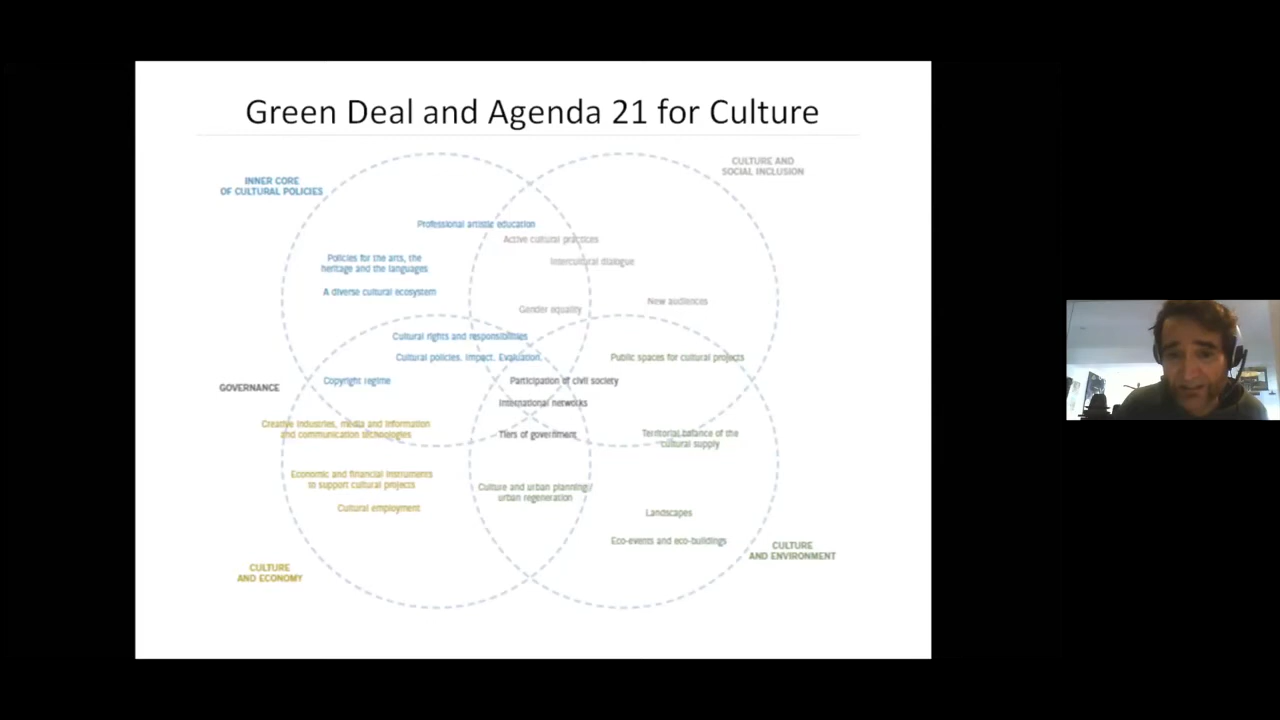 Green Deal and Agenda 21 for Culture
CULTURE AND
SOCIAL INCLUSION
INNER CORE
OF CULTURAL POLICIES
Professional artistic education
Active cultural practices
Policies for the arts, the
heritage and the languages
Intercultural dialogue
A diverse cultural ecosystem
New audiences
Gender equality
Cultural rights and responsibilities
Cultural policies. Impact. Evaluation.
Public spaces for cultural projects
Copyright regime
Participation of civil society
GOVERNANCE
International networks
Creative industries, media and information
and communication technologies
Tiers of government
Territorial balance of the
cultural supply
Economic and financial instruments
to support cultural projects
Culture and urban planning/
urban regeneration
Cultural employment
Landscapes
Eco-events and eco-buildings
CULTURE
AND ENVIRONMENT
CULTURE
AND ECONOMY